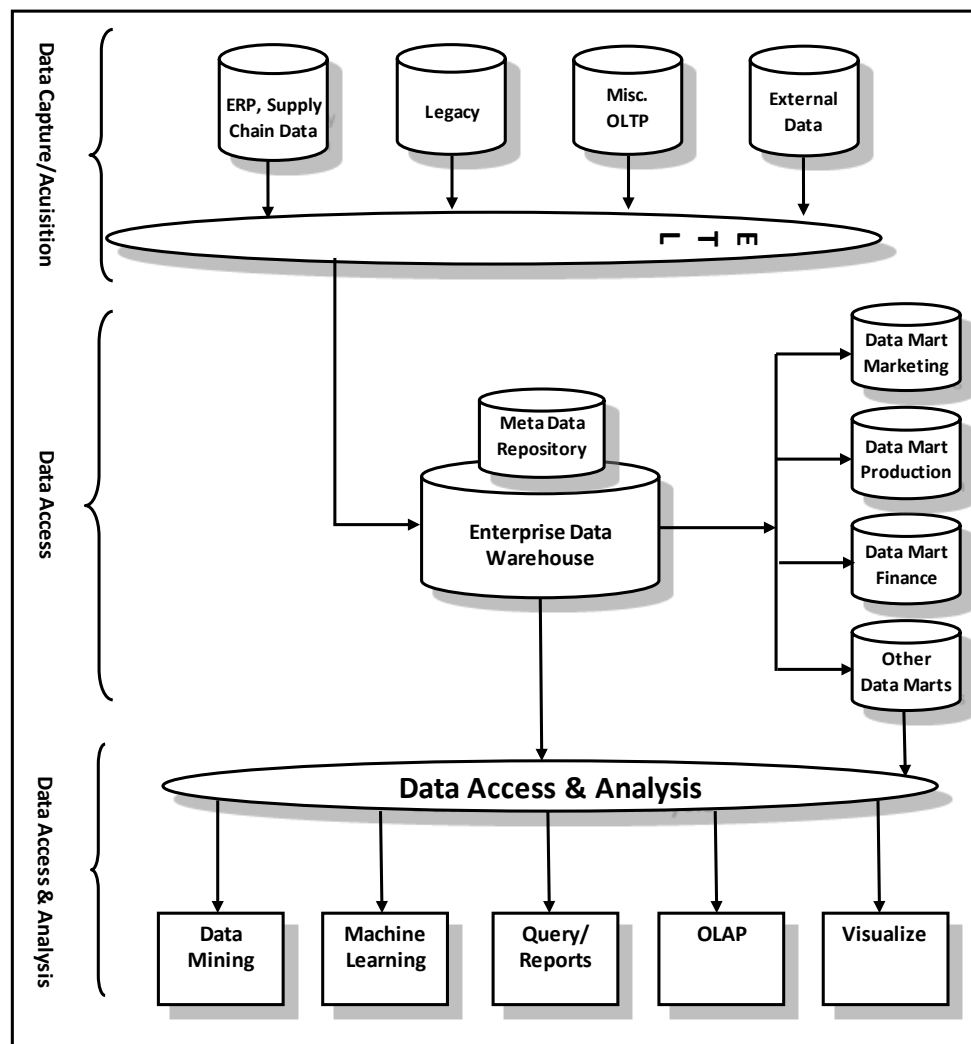 Data Capture/Acuisition
ERP, Supply
Chain Data
Legacy
Misc.
OLTP
External
Data
E
T
L
Data Access
Meta Data
Repository
Enterprise Data
Warehouse
Data Mart
Marketing
Data Mart
Production
Data Mart
Finance
Other
Data Marts
Data Access & Analysis
Data Access & Analysis
Data
Mining
Machine
Learning
Query/
Reports
OLAP
Visualize